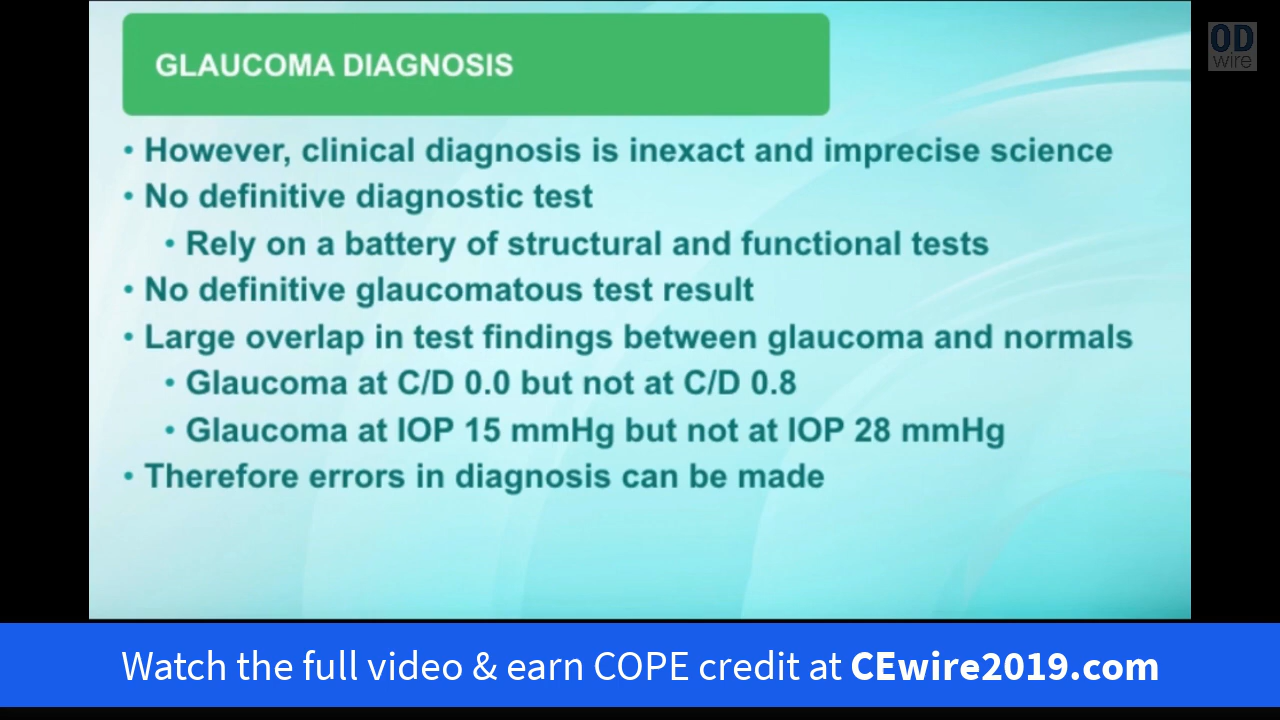 GLAUCOMA DIAGNOSIS
OD
wire
• However, clinical diagnosis is inexact and imprecise science
• No definitive diagnostic test
• Rely on a battery of structural and functional tests
• No definitive glaucomatous test result
• Large overlap in test findings between glaucoma and normals
• Glaucoma at C/D 0.0 but not at C/D 0.8
• Glaucoma at IOP 15 mmHg but not at IOP 28 mmHg
• Therefore errors in diagnosis can be made
Watch the full video & earn COPE credit at CEwire2019.com